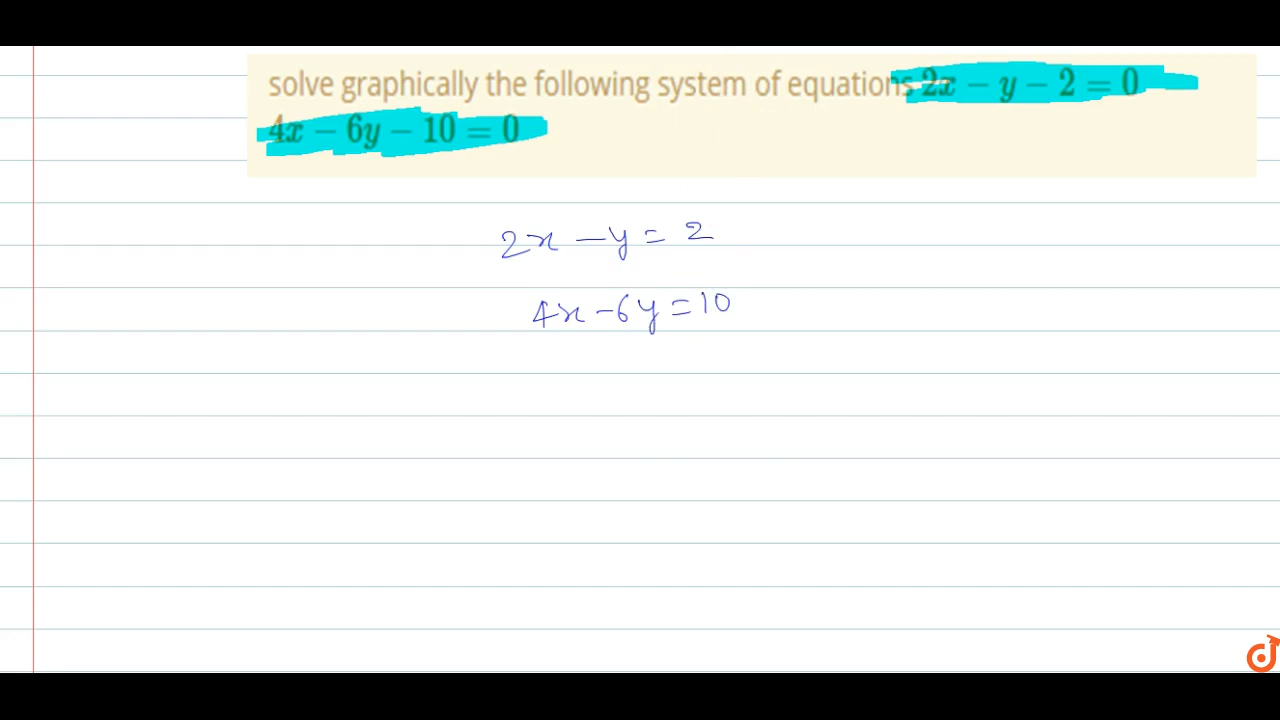 solve graphically the following system of equations 2x − y − 2 = 0
4x − 6y − 10 = 0
2x − y = 2
4x − 6y = 10